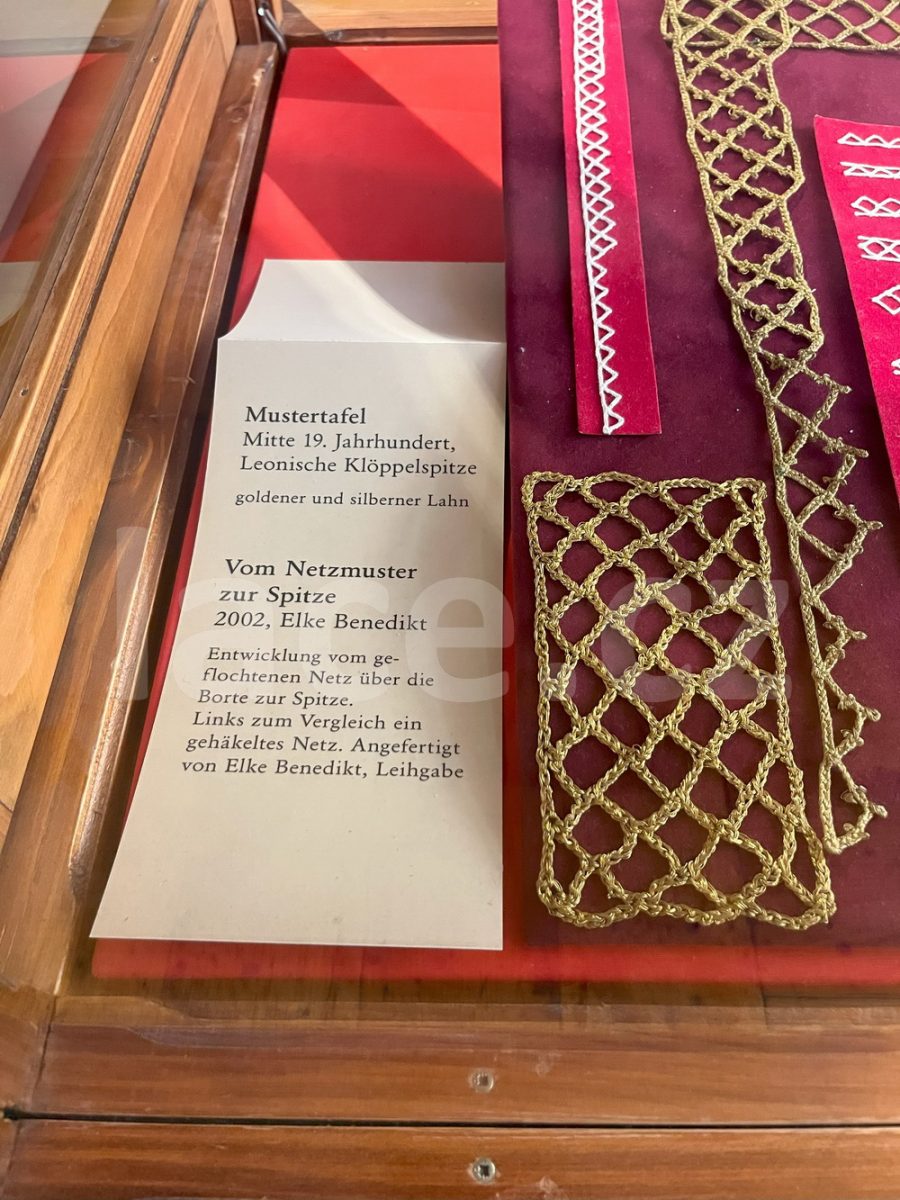 Mustertafel
Mitte 19. Jahrhundert,
Leonische Klöppelspitze
goldener und silberner Lahn
Vom Netzmuster
zur Spitze
2002, Elke Benedikt
Entwicklung vom ge-
flochtenen Netz über die
Borte zur Spitze.
Links zum Vergleich ein
gehäkeltes Netz. Angefertigt
von Elke Benedikt, Leihgabe
lace.cz